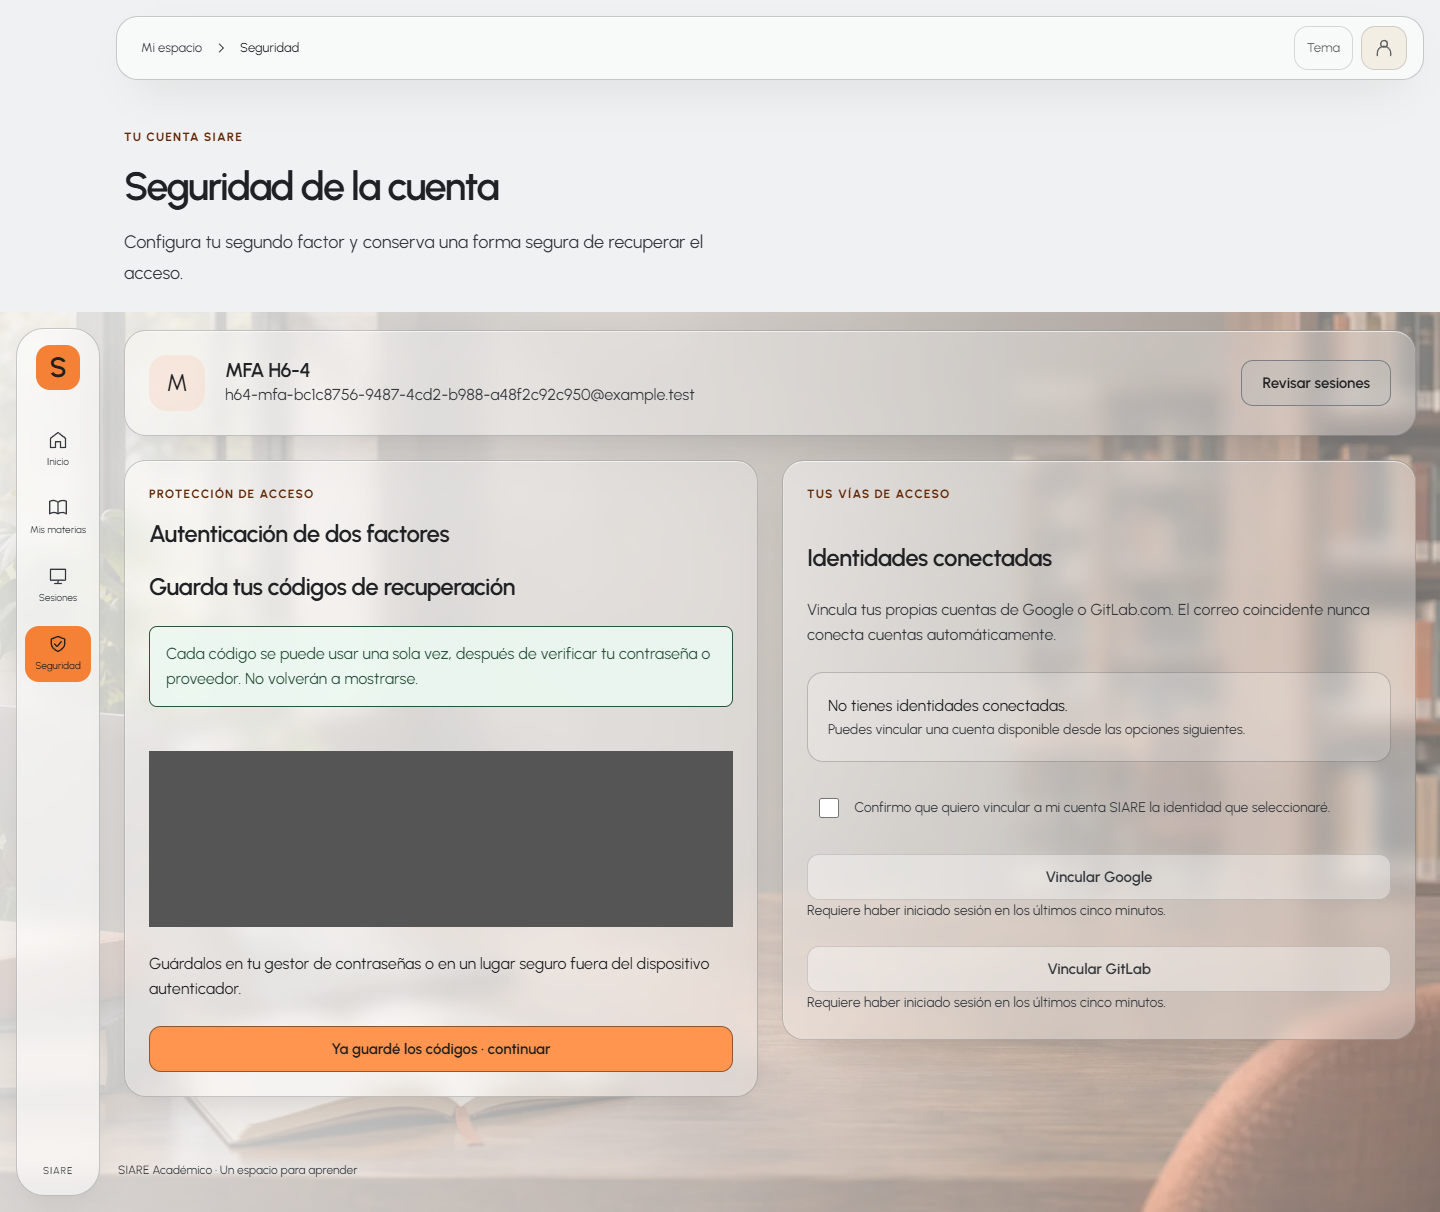 Mi espacio > Seguridad
Tema
TU CUENTA SIARE
Seguridad de la cuenta
Configura tu segundo factor y conserva una forma segura de recuperar el
acceso.
S
Inicio
Mis materias
Sesiones
Seguridad
SIARE
M
MFA H6-4
h64-mfa-bc1c8756-9487-4cd2-b988-a48f2c92c950@example.test
Revisar sesiones
PROTECCIÓN DE ACCESO
Autenticación de dos factores
Guarda tus códigos de recuperación
Cada código se puede usar una sola vez, después de verificar tu contraseña o
proveedor. No volverán a mostrarse.
Guárdalos en tu gestor de contraseñas o en un lugar seguro fuera del dispositivo
autenticador.
Ya guardé los códigos · continuar
TUS VÍAS DE ACCESO
Identidades conectadas
Vincula tus propias cuentas de Google o GitLab.com. El correo coincidente nunca
conecta cuentas automáticamente.
No tienes identidades conectadas.
Puedes vincular una cuenta disponible desde las opciones siguientes.
Confirmo que quiero vincular a mi cuenta SIARE la identidad que seleccionaré.
Vincular Google
Requiere haber iniciado sesión en los últimos cinco minutos.
Vincular GitLab
Requiere haber iniciado sesión en los últimos cinco minutos.
SIARE Académico · Un espacio para aprender